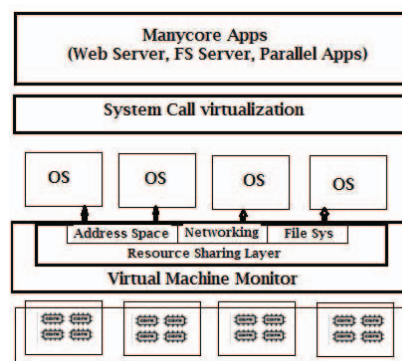 Manycore Apps
(Web Server, FS Server, Parallel Apps)
System Call virtualization
OS OS OS OS
Address Space Networking File Sys
Resource Sharing Layer
Virtual Machine Monitor